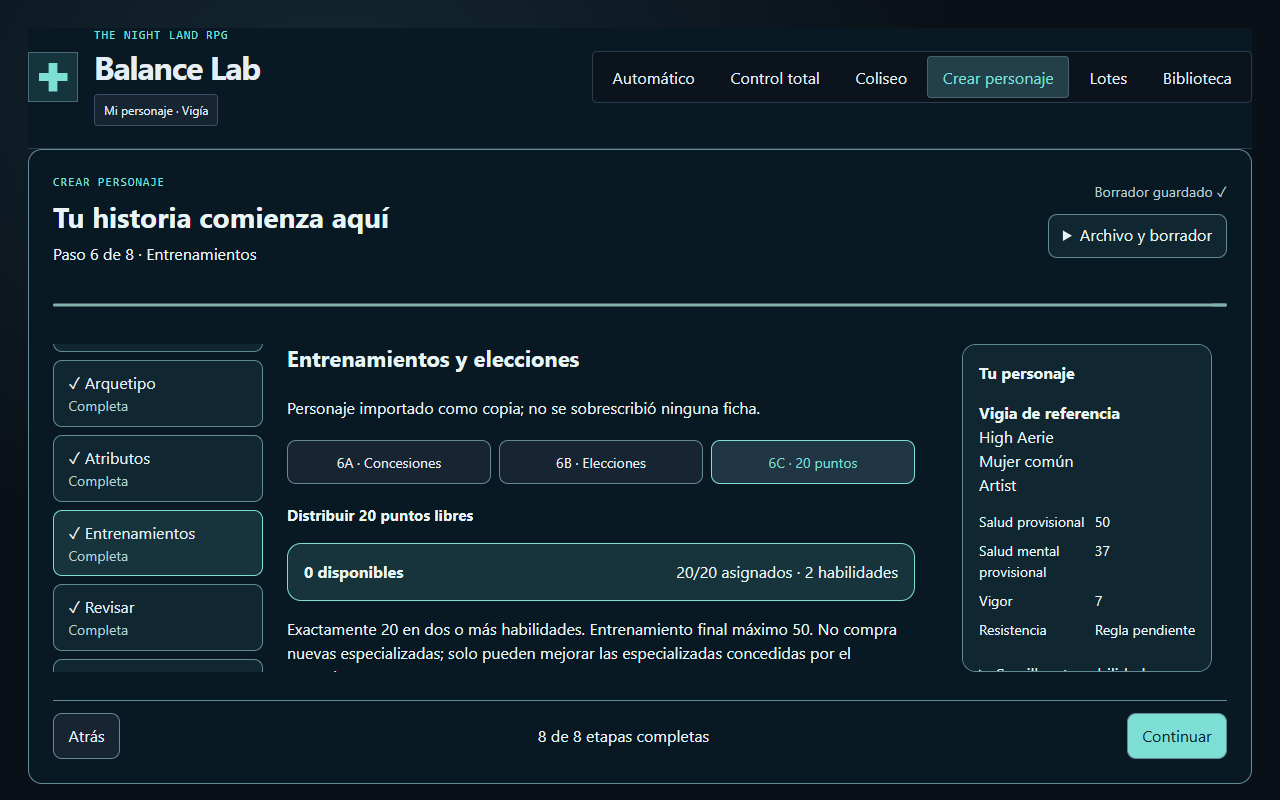 THE NIGHT LAND RPG
Balance Lab
Mi personaje · Vigía
Automático
Control total
Coliseo
Crear personaje
Lotes
Biblioteca
CREAR PERSONAJE
Tu historia comienza aquí
Paso 6 de 8 · Entrenamientos
Borrador guardado ✓
▶ Archivo y borrador
✓ Arquetipo
Completa
✓ Atributos
Completa
✓ Entrenamientos
Completa
✓ Revisar
Completa
Entrenamientos y elecciones
Personaje importado como copia; no se sobrescribió ninguna ficha.
6A · Concesiones
6B · Elecciones
6C · 20 puntos
Distribuir 20 puntos libres
0 disponibles
20/20 asignados · 2 habilidades
Exactamente 20 en dos o más habilidades. Entrenamiento final máximo 50. No compra
nuevas especializadas; solo pueden mejorar las especializadas concedidas por el
Tu personaje
Vigia de referencia
High Aerie
Mujer común
Artist
Salud provisional 50
Salud mental 37
provisional
Vigor 7
Resistencia Regla pendiente
Atrás
8 de 8 etapas completas
Continuar